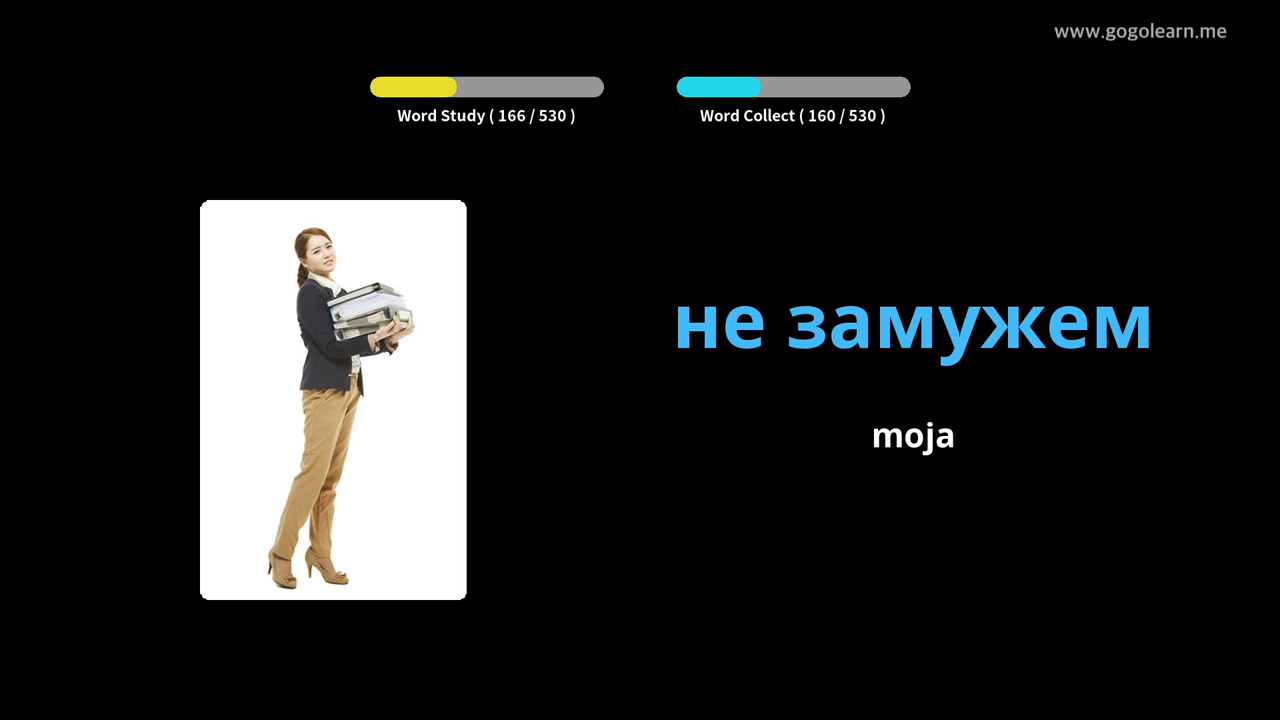 www.gogolearn.me
Word Study ( 166 / 530 )
Word Collect ( 160 / 530 )
не замужем
moja